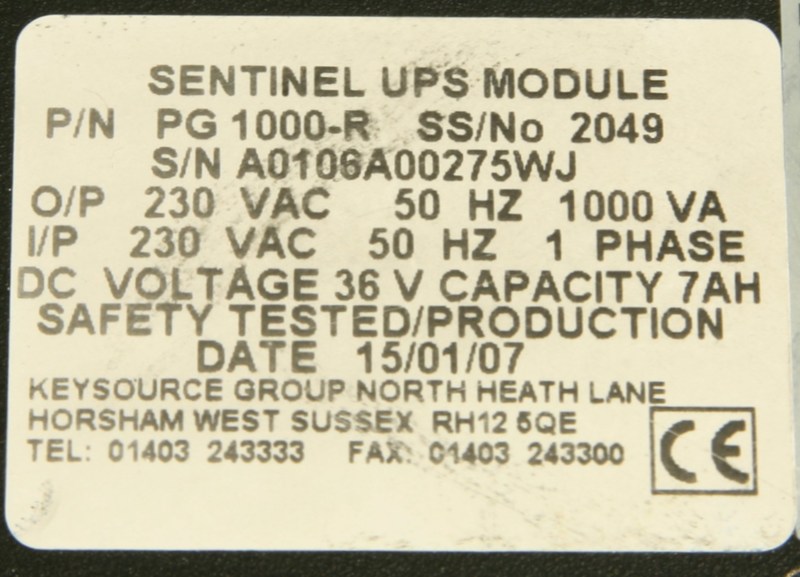 SENTINEL UPS MODULE
P/N PG 1000-R SS/No 2049
S/N A0106A00275WJ
O/P 230 VAC 50 HZ 1000 VA
I/P 230 VAC 50 HZ 1 PHASE
DC VOLTAGE 36 V CAPACITY 7AH
SAFETY TESTED/PRODUCTION
DATE 15/01/07
KEYSOURCE GROUP NORTH HEATH LANE
HORSHAM WEST SUSSEX RH12 5QE
TEL: 01403 243333 FAX: 01403 243300
CE